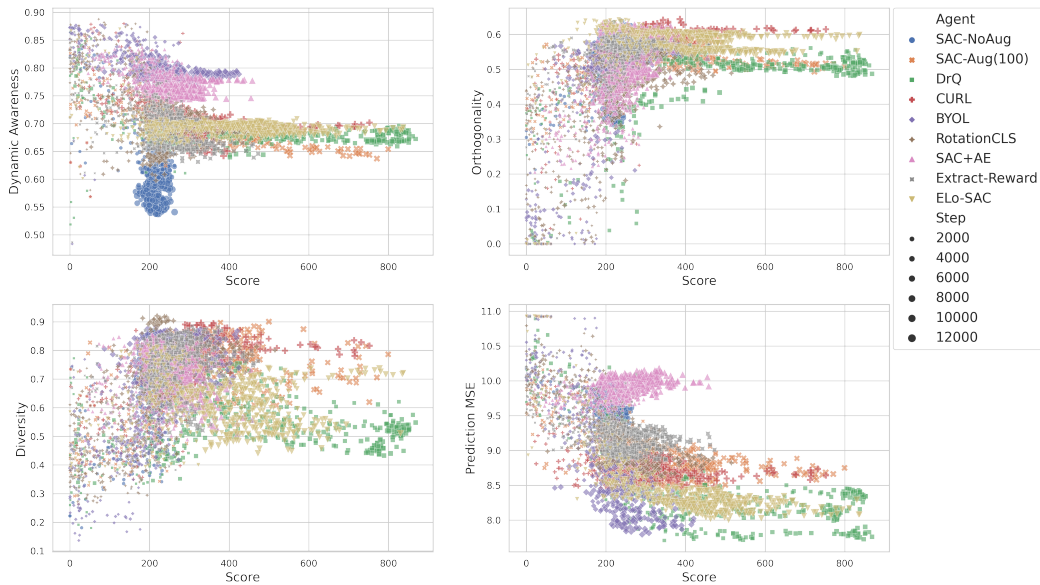 0.90
0.85
0.80
0.75
0.70
0.65
0.60
0.55
0.50
Dynamic Awareness
0 200 400 600 800
Score
0.6
0.5
0.4
0.3
0.2
0.1
0.0
Orthogonality
0 200 400 600 800
Score
Agent
SAC-NoAug
SAC-Aug(100)
DrQ
CURL
BYOL
RotationCLS
SAC+AE
Extract-Reward
ELo-SAC
Step
2000
4000
6000
8000
10000
12000
0.9
0.8
0.7
0.6
0.5
0.4
0.3
0.2
0.1
Diversity
0 200 400 600 800
Score
11.0
10.5
10.0
9.5
9.0
8.5
8.0
Prediction MSE
0 200 400 600 800
Score